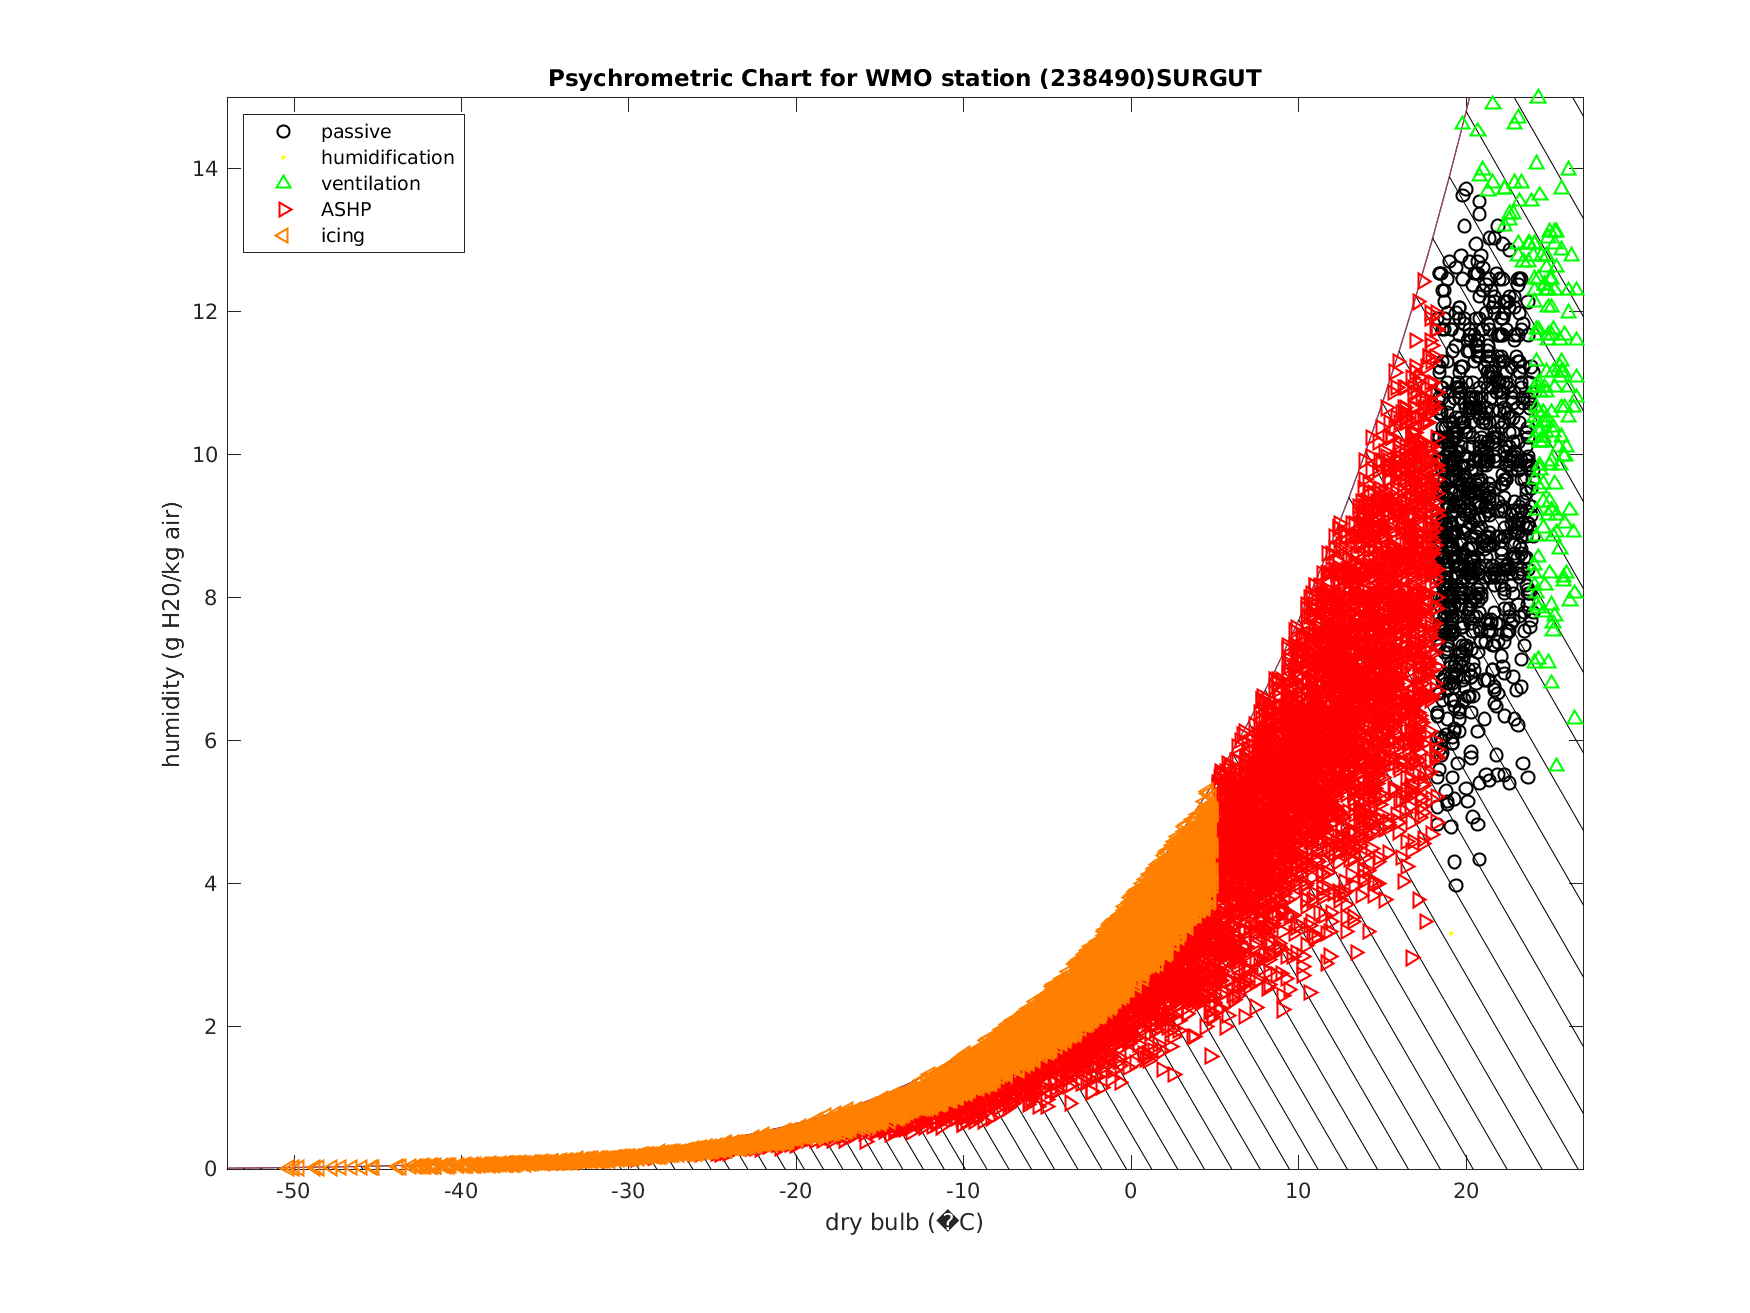 Psychrometric Chart for WMO station (238490)SURGUT
passive
humidification
ventilation
ASHP
icing
humidity (g H20/kg air)
14
12
10
8
6
4
2
0
-50 -40 -30 -20 -10 0 10 20
dry bulb (�C)